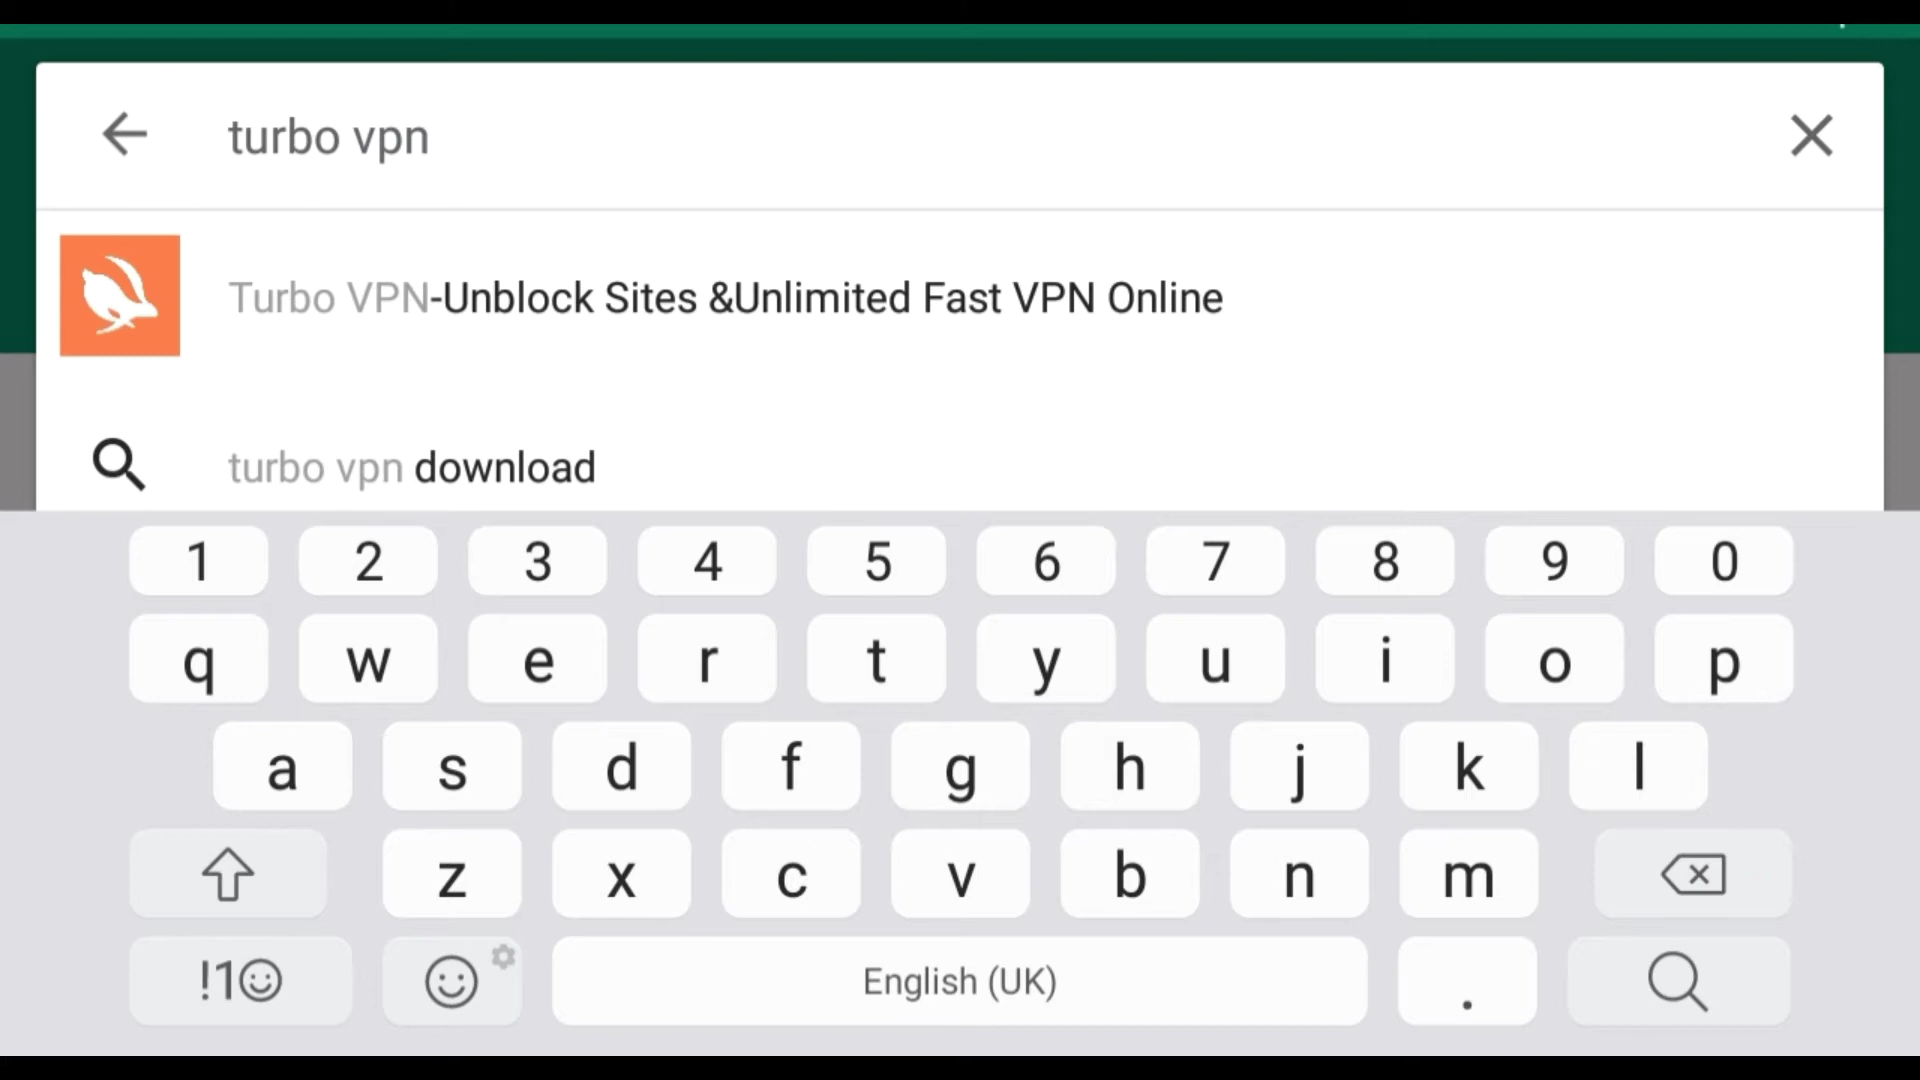 turbo vpn
Turbo VPN-Unblock Sites &Unlimited Fast VPN Online
turbo vpn download
1 2 3 4 5 6 7 8 9 0
q w e r t y u i o p
a s d f g h j k l
z x c v b n m
!1☺ English (UK) .